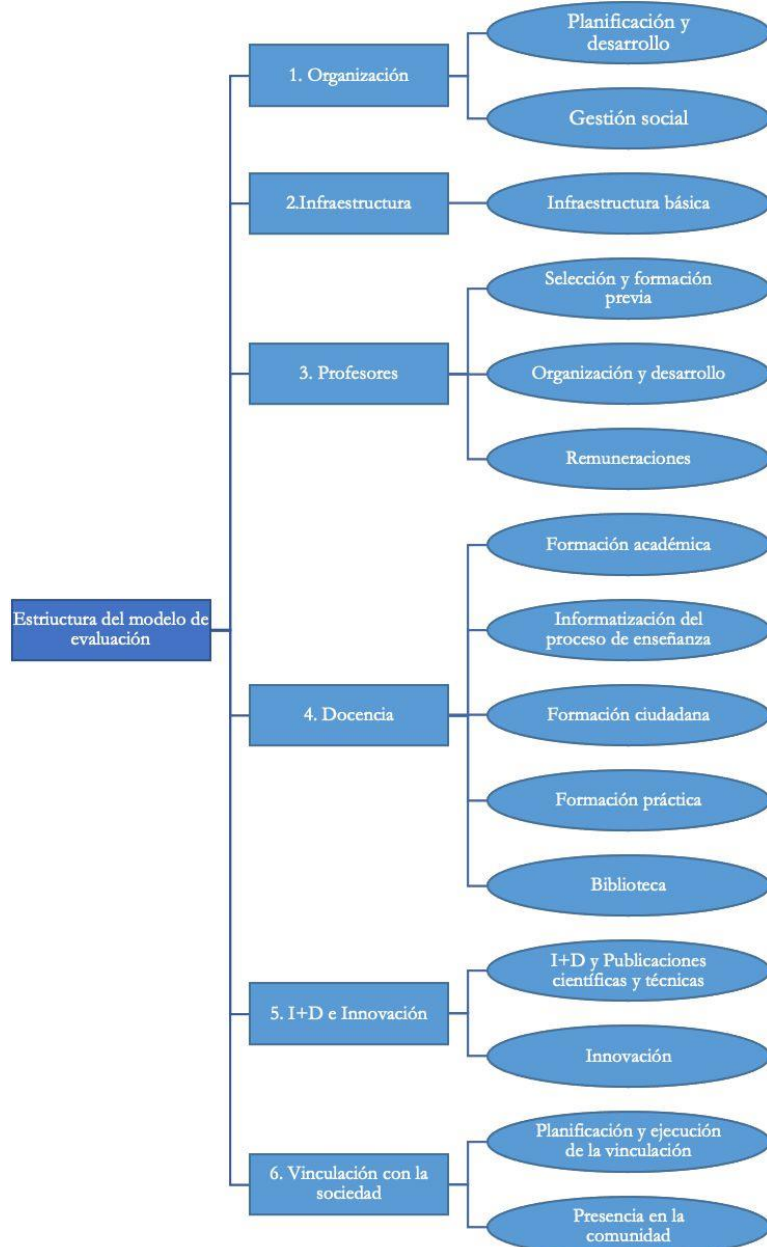 Estriuctura del modelo de
evaluación
1. Organización
Planificación y
desarrollo
Gestión social
2.Infraestructura
Infraestructura básica
3. Profesores
Selección y formación
previa
Organización y desarrollo
Remuneraciones
4. Docencia
Formación académica
Informatización del
proceso de enseñanza
Formación ciudadana
Formación práctica
Biblioteca
5. I+D e Innovación
I+D y Publicaciones
científicas y técnicas
Innovación
6. Vinculación con la
sociedad
Planificación y ejecución
de la vinculación
Presencia en la
comunidad